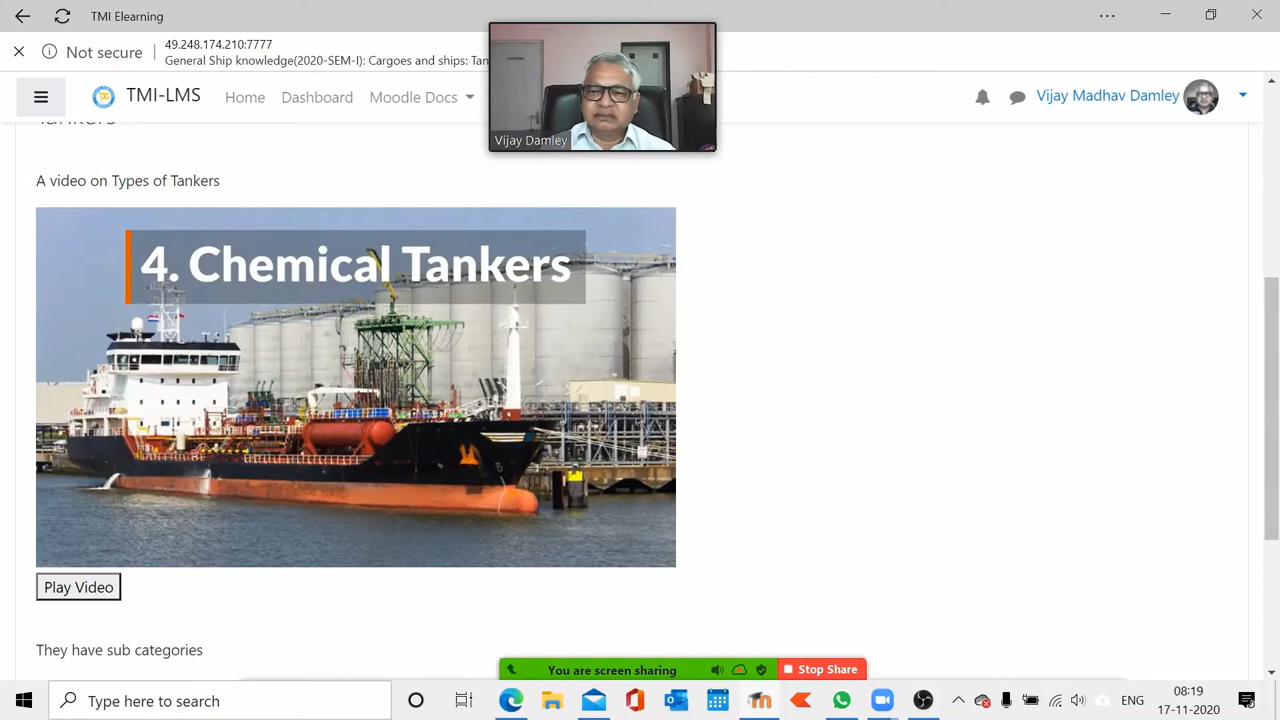 TMI Elearning
Not secure
49.248.174.210:7777
General Ship knowledge(2020-SEM-I): Cargoes and ships: Tan
TMI-LMS
Home
Dashboard
Moodle Docs
Vijay Damley
Vijay Madhav Damley
A video on Types of Tankers
4. Chemical Tankers
Play Video
They have sub categories
You are screen sharing
Stop Share
Type here to search
ENG
08:19
17-11-2020